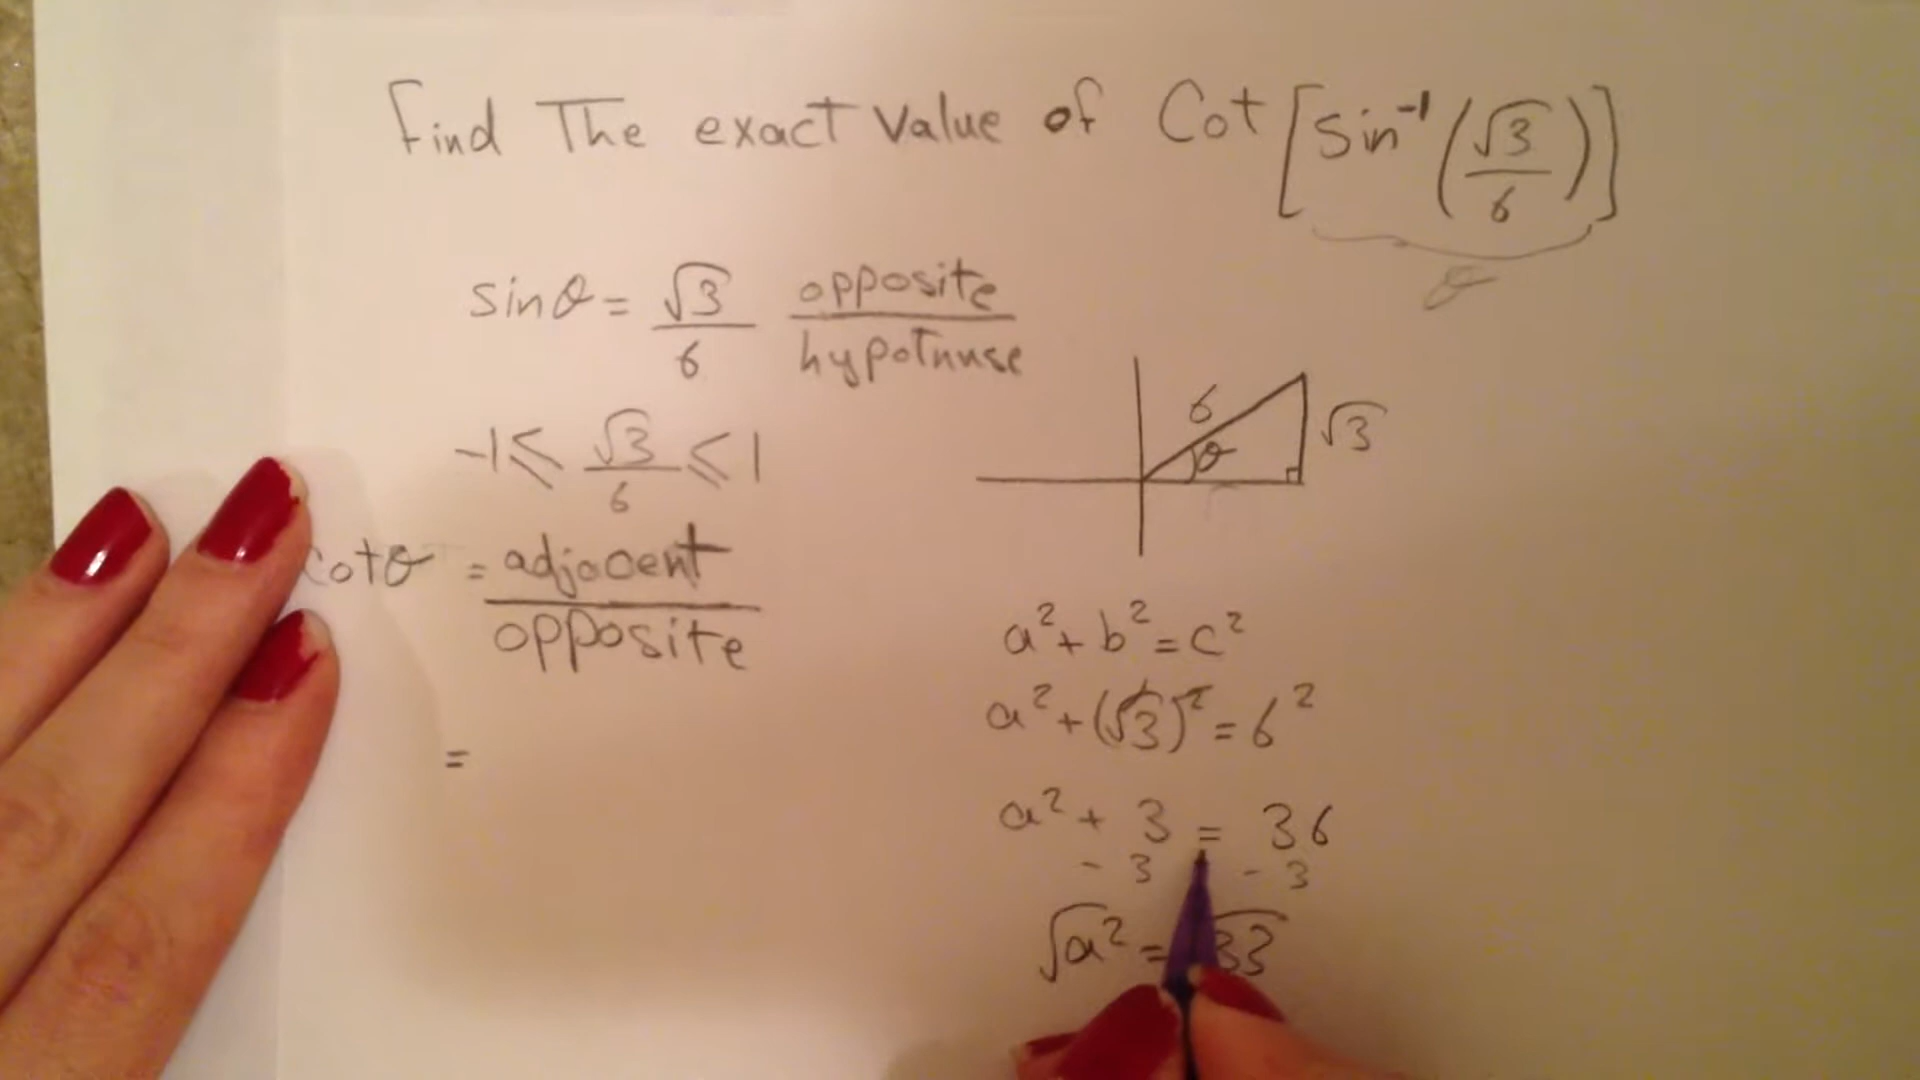 Find The exact Value of Cot [Sin⁻¹(√3/6)]
θ
sinθ = √3/6 opposite/hypotnuse
-1 ≤ √3/6 ≤ 1
6
θ
√3
cotθ = adjacent/opposite
=
a² + b² = c²
a² + (√3)² = 6²
a² + 3 = 36
- 3 - 3
√a² = √33